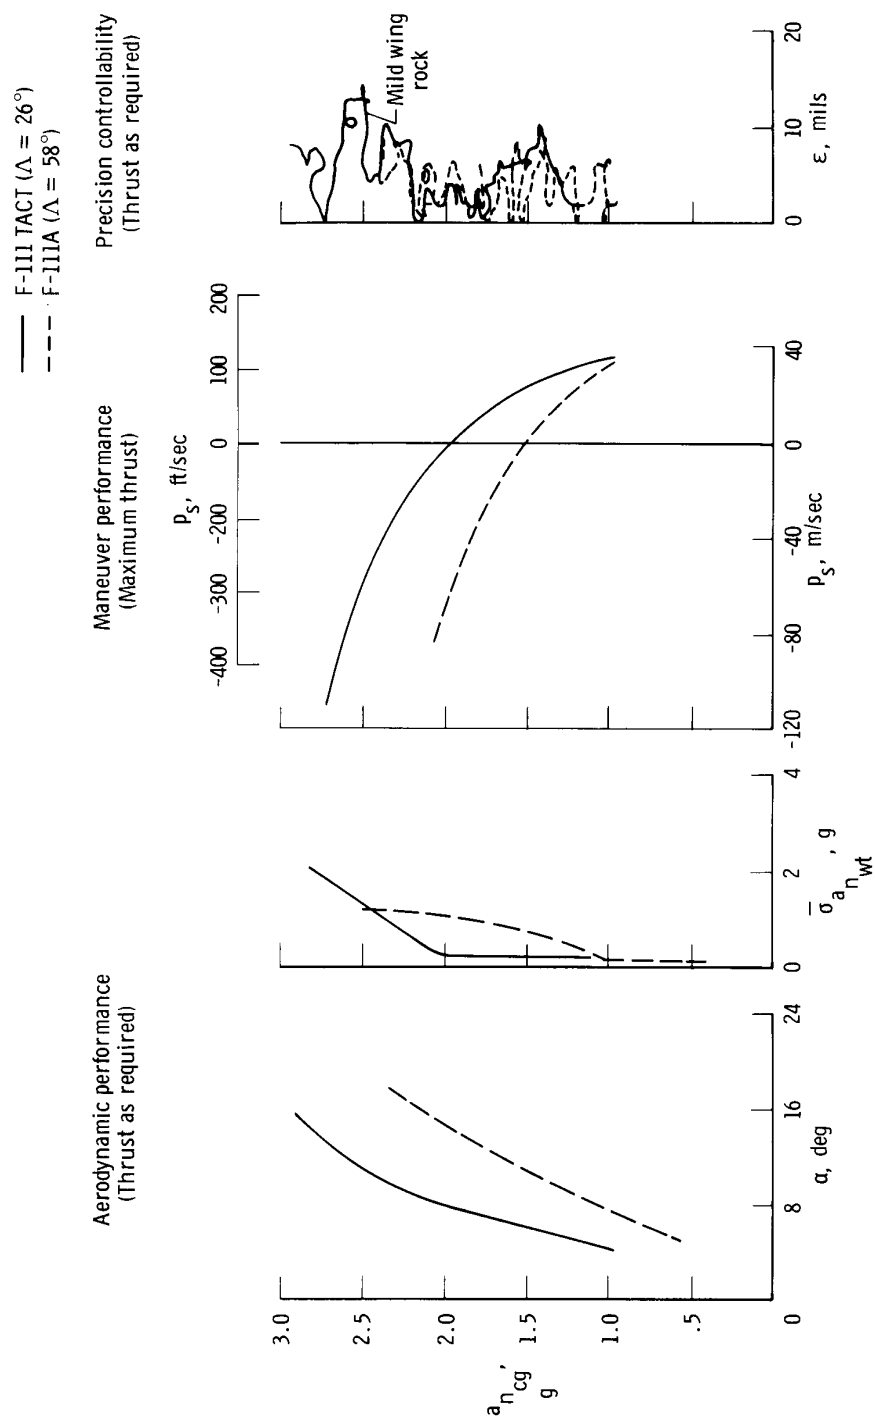 F-111 TACT (Λ = 26°)
F-111A (Λ = 58°)
Aerodynamic performance
(Thrust as required)
Maneuver performance
(Maximum thrust)
Precision controllability
(Thrust as required)
p_s, ft/sec
-400 -300 -200 -100 0 100 200
Mild wing
rock
a_n_cg,
g
3.0
2.5
2.0
1.5
1.0
.5
0
8 16 24
α, deg
0 2 4
σ̅_a_n_wt, g
-120 -80 -40 0 40
p_s, m/sec
0 10 20
ε, mils